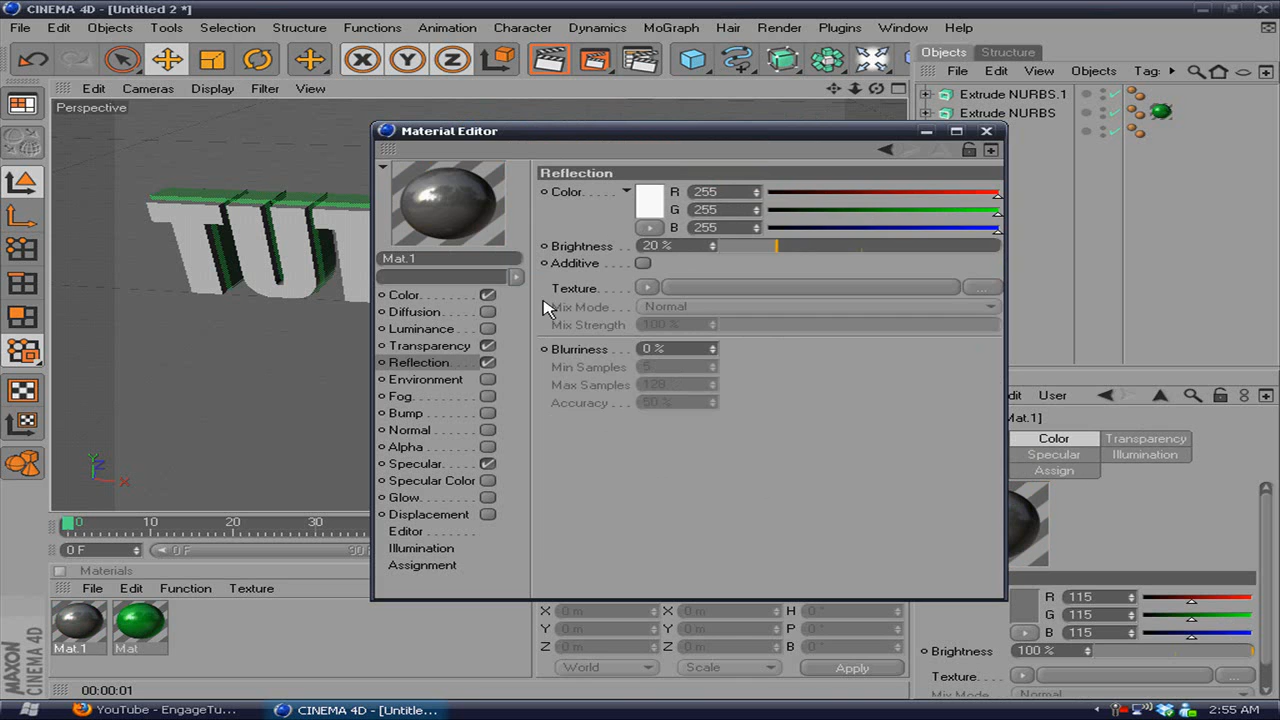 CINEMA 4D - [Untitled 2 *]
File Edit Objects Tools Selection Structure Functions Animation Character Dynamics MoGraph Hair Render Plugins Window Help
Objects Structure
File Edit View Objects Tag:
Edit Cameras Display Filter View
Perspective
Extrude NURBS.1
Extrude NURBS
TUT
Material Editor
Reflection
Color
R 255
G 255
B 255
Brightness 20 %
Additive
Texture
Mix Mode Normal
Mix Strength 100 %
Blurriness 0 %
Min Samples 5
Max Samples 128
Accuracy 50 %
Mat.1
Color
Diffusion
Luminance
Transparency
Reflection
Environment
Fog
Bump
Normal
Alpha
Specular
Specular Color
Glow
Displacement
Editor
Illumination
Assignment
dit User
Mat.1]
Color Transparency
Specular Illumination
Assign
R 115
G 115
B 115
Brightness 100 %
Texture
Mix Mode Normal
0 10 20 30
0 F 0 F 90 F
Materials
File Edit Function Texture
Mat.1 Mat
X 0 m X 0 m H 0 °
Y 0 m Y 0 m P 0 °
Z 0 m Z 0 m B 0 °
World Scale Apply
00:00:01
MAXON
CINEMA 4D
YouTube - EngageTu...
CINEMA 4D - [Untitle...
2:55 AM